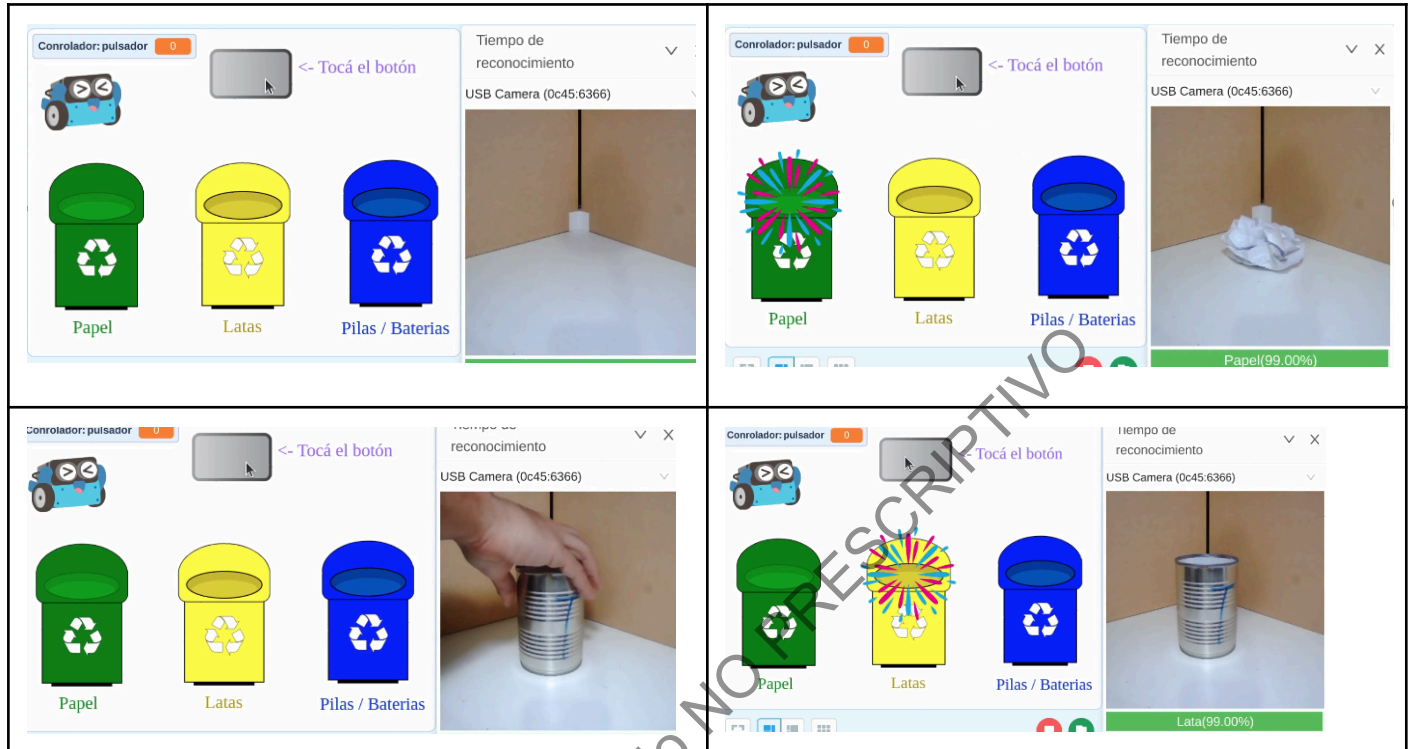 Conrolador: pulsador 0
<- Tocá el botón
Tiempo de
reconocimiento
USB Camera (0c45:6366)
Papel
Latas
Pilas / Baterias
Conrolador: pulsador 0
<- Tocá el botón
Tiempo de
reconocimiento
X
USB Camera (0c45:6366)
Papel
Latas
Pilas / Baterias
Papel(99.00%)
Conrolador: pulsador 0
<- Tocá el botón
Tiempo de
reconocimiento
X
USB Camera (0c45:6366)
Papel
Latas
Pilas / Baterias
Conrolador: pulsador 0
<- Tocá el botón
Tiempo de
reconocimiento
X
USB Camera (0c45:6366)
Papel
Latas
Pilas / Baterias
Lata(99.00%)
NO PRESCRIPTIVO